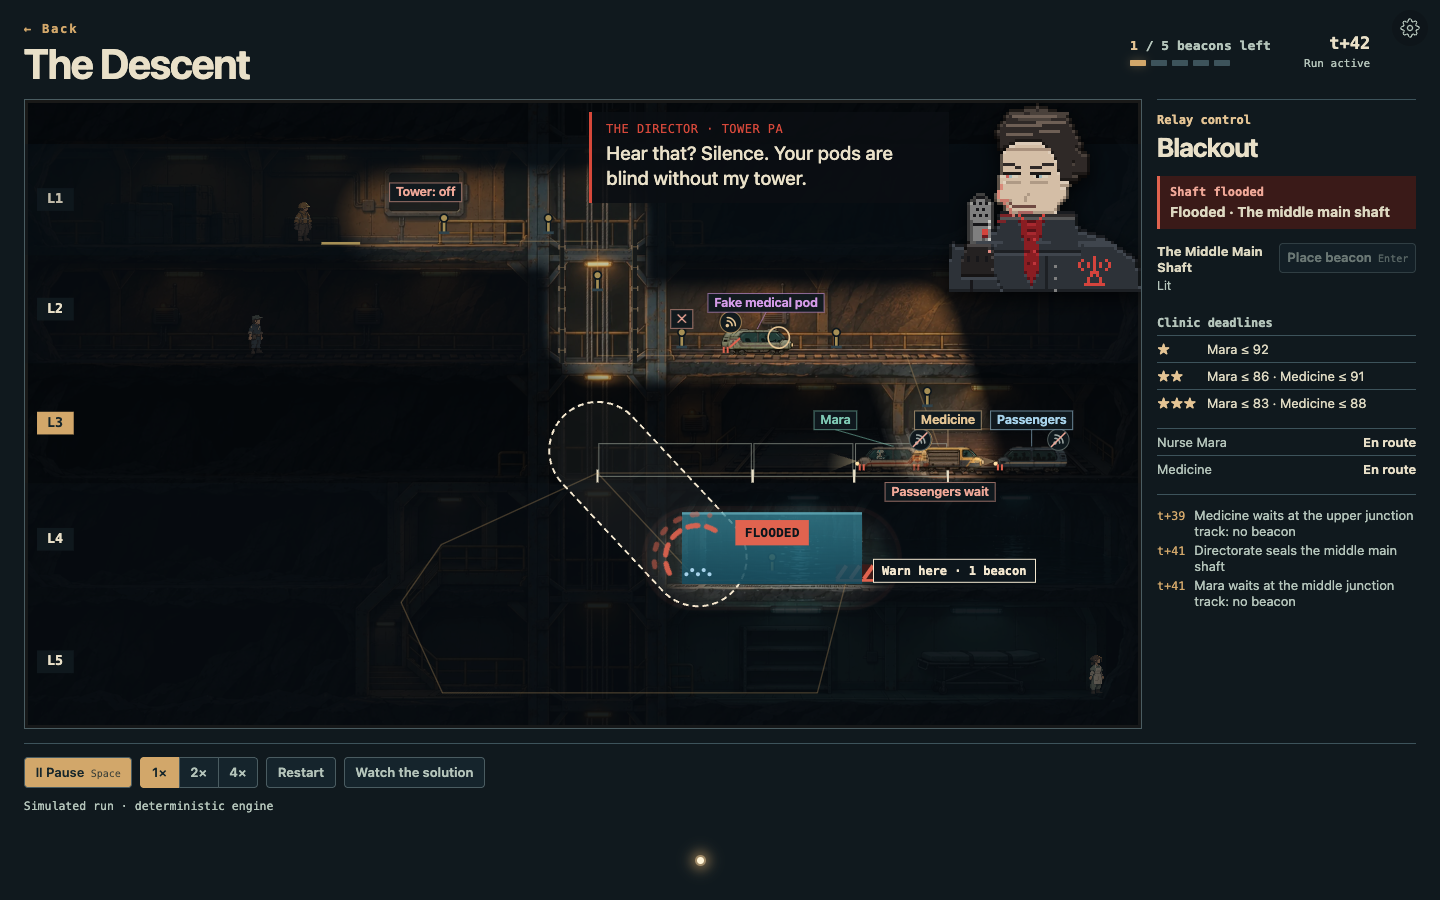 ← Back
The Descent
1 / 5 beacons left
t+42
Run active
THE DIRECTOR · TOWER PA
Hear that? Silence. Your pods are
blind without my tower.
L1
Tower: off
L2
Fake medical pod
L3
Mara
Medicine
Passengers
Passengers wait
L4
FLOODED
Warn here · 1 beacon
L5
Relay control
Blackout
Shaft flooded
Flooded · The middle main shaft
The Middle Main
Shaft
Lit
Place beacon Enter
Clinic deadlines
★ Mara ≤ 92
★★ Mara ≤ 86 · Medicine ≤ 91
★★★ Mara ≤ 83 · Medicine ≤ 88
Nurse Mara En route
Medicine En route
t+39 Medicine waits at the upper junction
track: no beacon
t+41 Directorate seals the middle main
shaft
t+41 Mara waits at the middle junction
track: no beacon
II Pause Space
1×
2×
4×
Restart
Watch the solution
Simulated run · deterministic engine